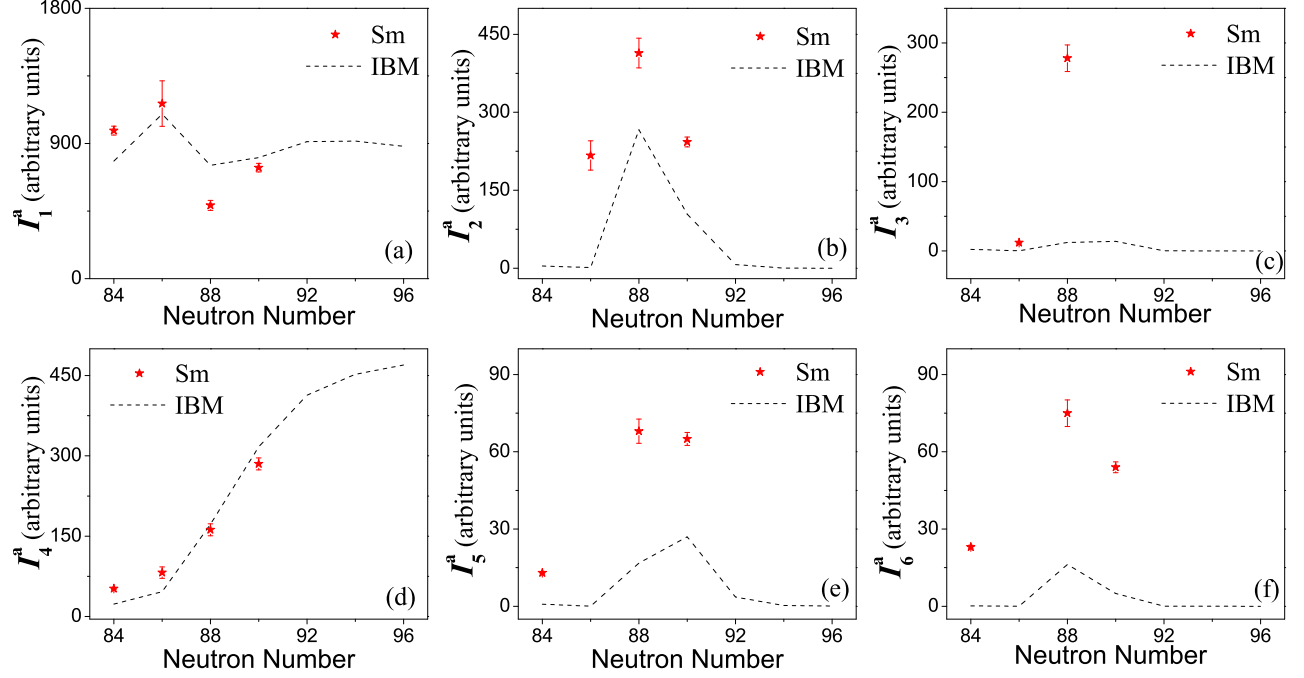 1800
900
0
84
88
92
96
I₁ᵃ (arbitrary units)
Neutron Number
Sm
IBM
(a)
450
300
150
0
84
88
92
96
I₂ᵃ (arbitrary units)
Neutron Number
Sm
IBM
(b)
300
200
100
0
84
88
92
96
I₃ᵃ (arbitrary units)
Neutron Number
Sm
IBM
(c)
450
300
150
0
84
88
92
96
I₄ᵃ (arbitrary units)
Neutron Number
Sm
IBM
(d)
90
60
30
0
84
88
92
96
I₅ᵃ (arbitrary units)
Neutron Number
Sm
IBM
(e)
90
60
30
0
84
88
92
96
I₆ᵃ (arbitrary units)
Neutron Number
Sm
IBM
(f)